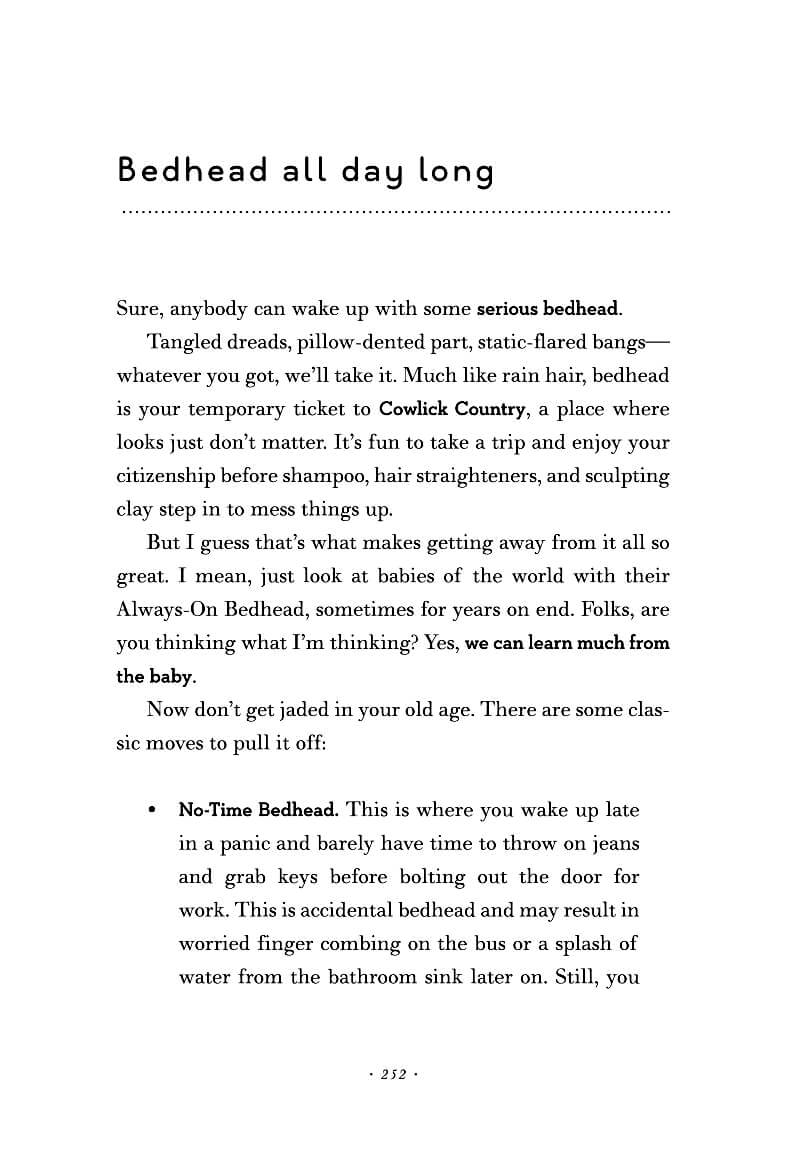 Bedhead all day long
Sure, anybody can wake up with some serious bedhead.
Tangled dreads, pillow-dented part, static-flared bangs—
whatever you got, we’ll take it. Much like rain hair, bedhead
is your temporary ticket to Cowlick Country, a place where
looks just don’t matter. It’s fun to take a trip and enjoy your
citizenship before shampoo, hair straighteners, and sculpting
clay step in to mess things up.
But I guess that’s what makes getting away from it all so
great. I mean, just look at babies of the world with their
Always-On Bedhead, sometimes for years on end. Folks, are
you thinking what I’m thinking? Yes, we can learn much from
the baby.
Now don’t get jaded in your old age. There are some clas-
sic moves to pull it off:
• No-Time Bedhead. This is where you wake up late
in a panic and barely have time to throw on jeans
and grab keys before bolting out the door for
work. This is accidental bedhead and may result in
worried finger combing on the bus or a splash of
water from the bathroom sink later on. Still, you
· 252 ·